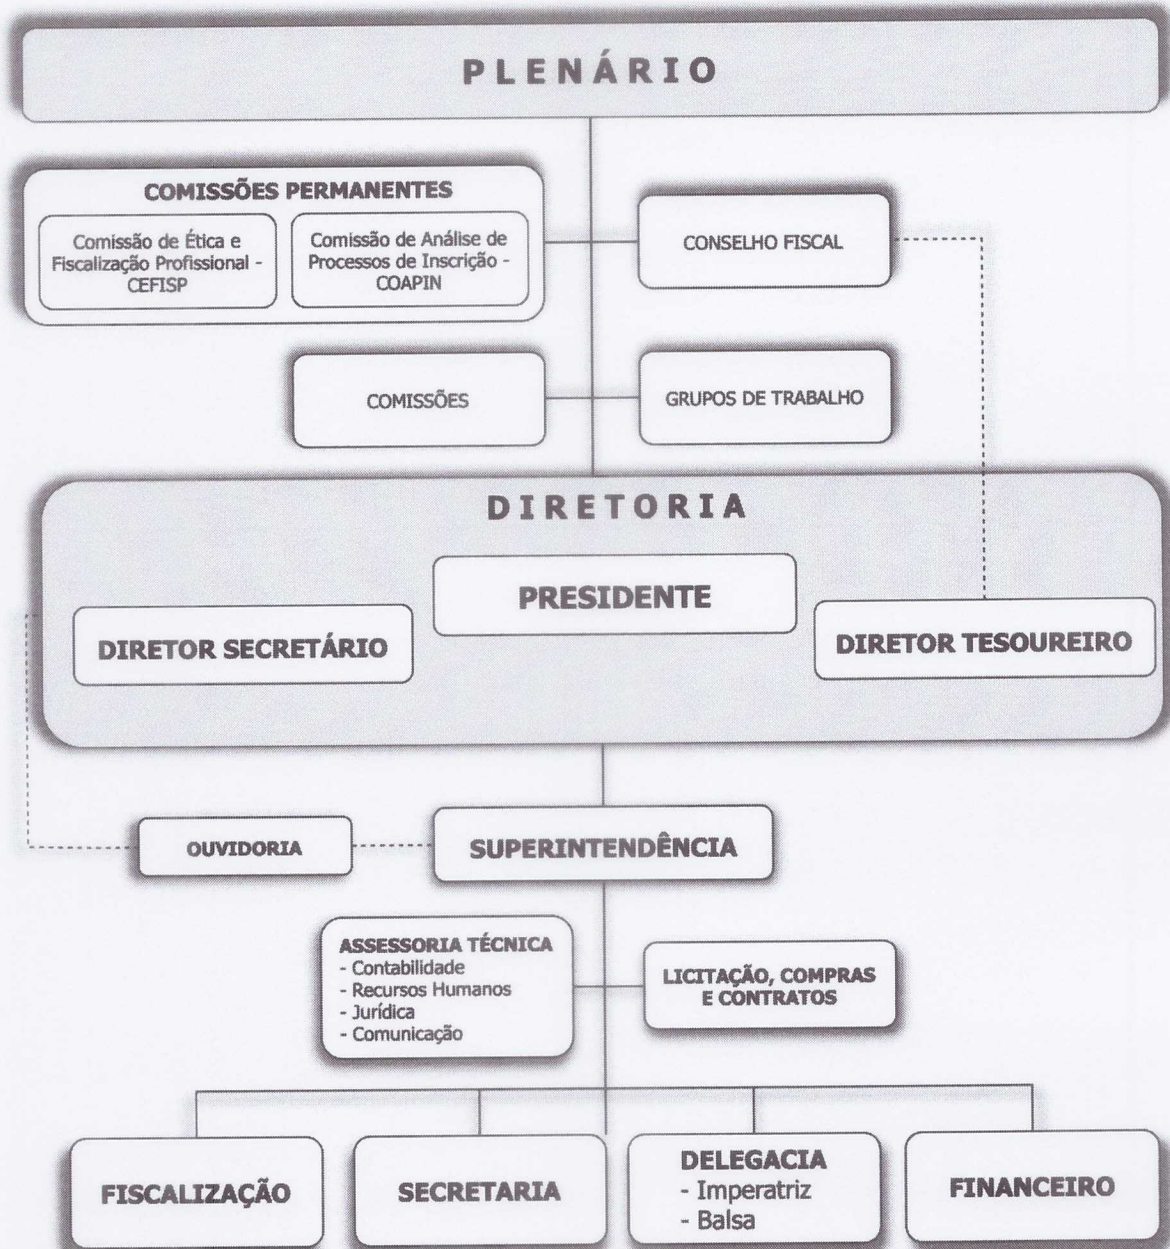 PLENÁRIO
COMISSÕES PERMANENTES
Comissão de Ética e
Fiscalização Profissional -
CEFISP
Comissão de Análise de
Processos de Inscrição -
COAPIN
CONSELHO FISCAL
COMISSÕES
GRUPOS DE TRABALHO
DIRETORIA
PRESIDENTE
DIRETOR SECRETÁRIO
DIRETOR TESOUREIRO
OUVIDORIA
SUPERINTENDÊNCIA
ASSESSORIA TÉCNICA
- Contabilidade
- Recursos Humanos
- Jurídica
- Comunicação
LICITAÇÃO, COMPRAS
E CONTRATOS
FISCALIZAÇÃO
SECRETARIA
DELEGACIA
- Imperatriz
- Balsa
FINANCEIRO